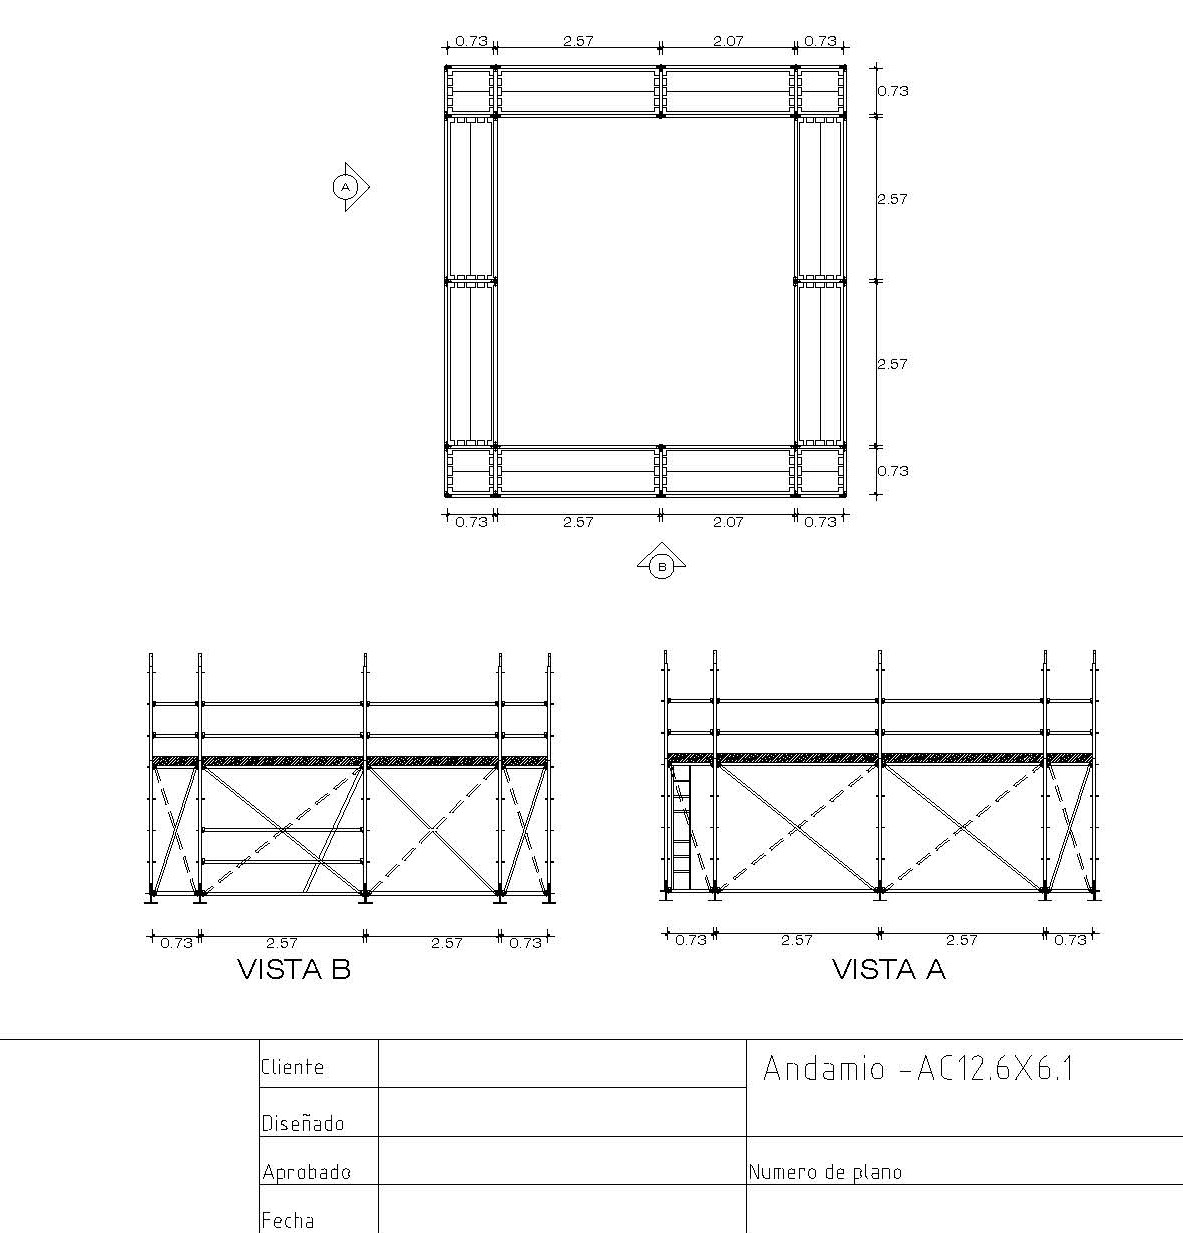 0.73 2.57 2.07 0.73
0.73
A
2.57
2.57
0.73
0.73 2.57 2.07 0.73
B
0.73 2.57 2.57 0.73
0.73 2.57 2.57 0.73
VISTA B
VISTA A
Cliente
Andamio -AC12.6X6.1
Diseñado
Aprobado
Numero de plano
Fecha